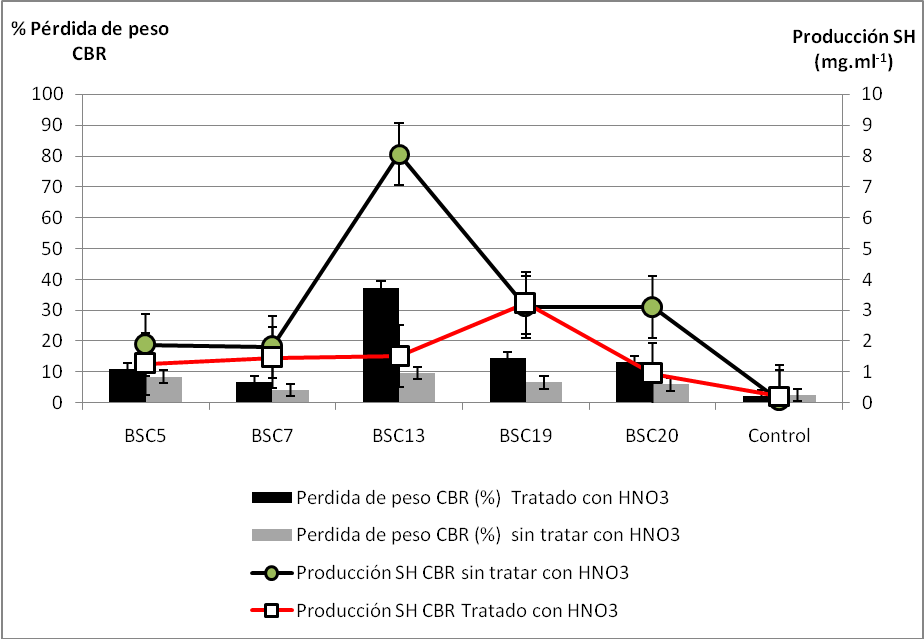 % Pérdida de peso
CBR
Producción SH
(mg.ml⁻¹)
100
90
80
70
60
50
40
30
20
10
0
10
9
8
7
6
5
4
3
2
1
0
BSC5 BSC7 BSC13 BSC19 BSC20 Control
Perdida de peso CBR (%) Tratado con HNO3
Perdida de peso CBR (%) sin tratar con HNO3
Producción SH CBR sin tratar con HNO3
Producción SH CBR Tratado con HNO3